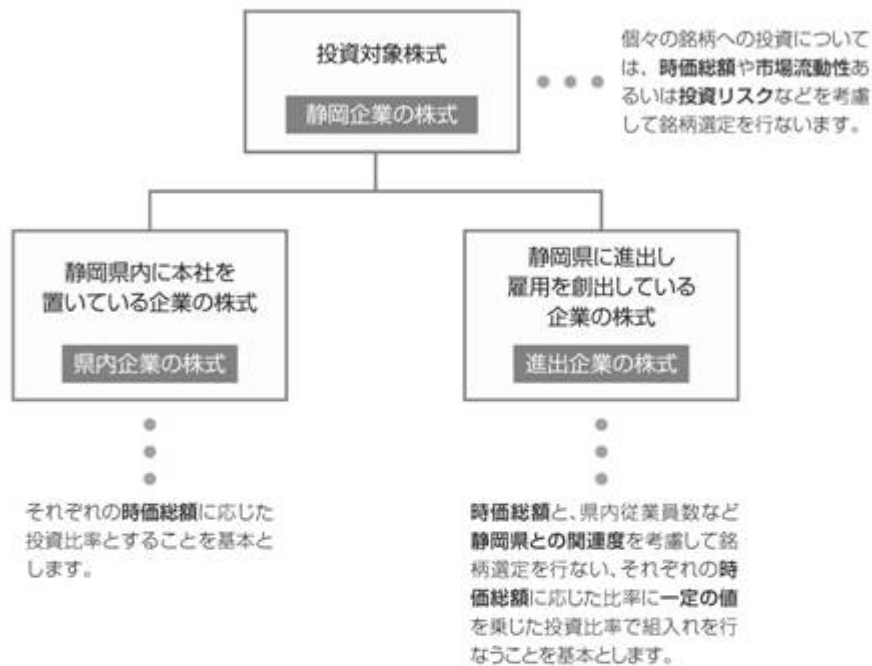 投資対象株式
静岡企業の株式
個々の銘柄への投資について
は、時価総額や市場流動性あ
るいは投資リスクなどを考慮
して銘柄選定を行ないます。
静岡県内に本社を
置いている企業の株式
県内企業の株式
それぞれの時価総額に応じた
投資比率とすることを基本と
します。
静岡県に進出し
雇用を創出している
企業の株式
進出企業の株式
時価総額と、県内従業員数など
静岡県との関連度を考慮して銘
柄選定を行ない、それぞれの時
価総額に応じた比率に一定の値
を乗じた投資比率で組入れを行
なうことを基本とします。